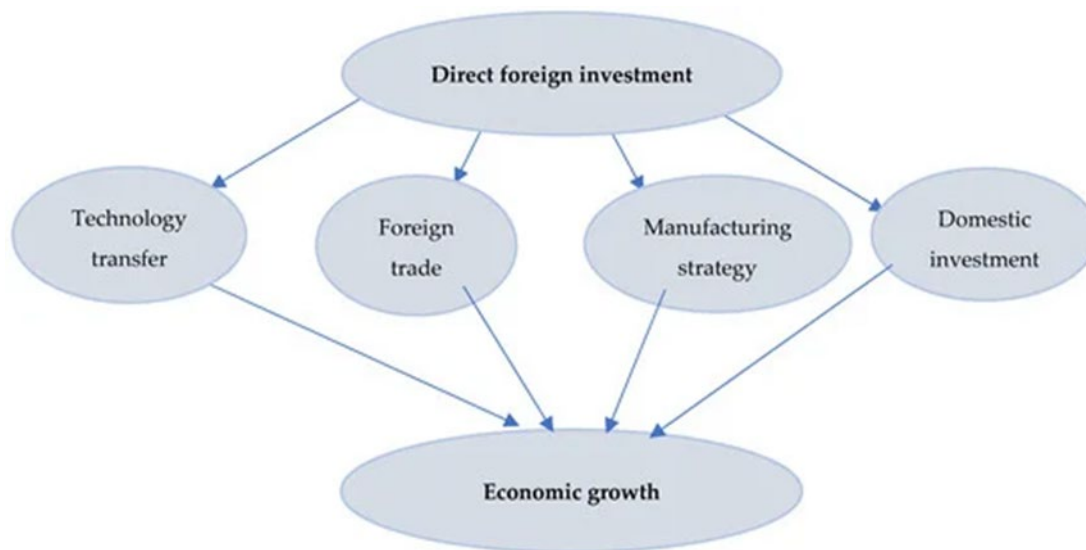 Direct foreign investment
Technology
transfer
Foreign
trade
Manufacturing
strategy
Domestic
investment
Economic growth